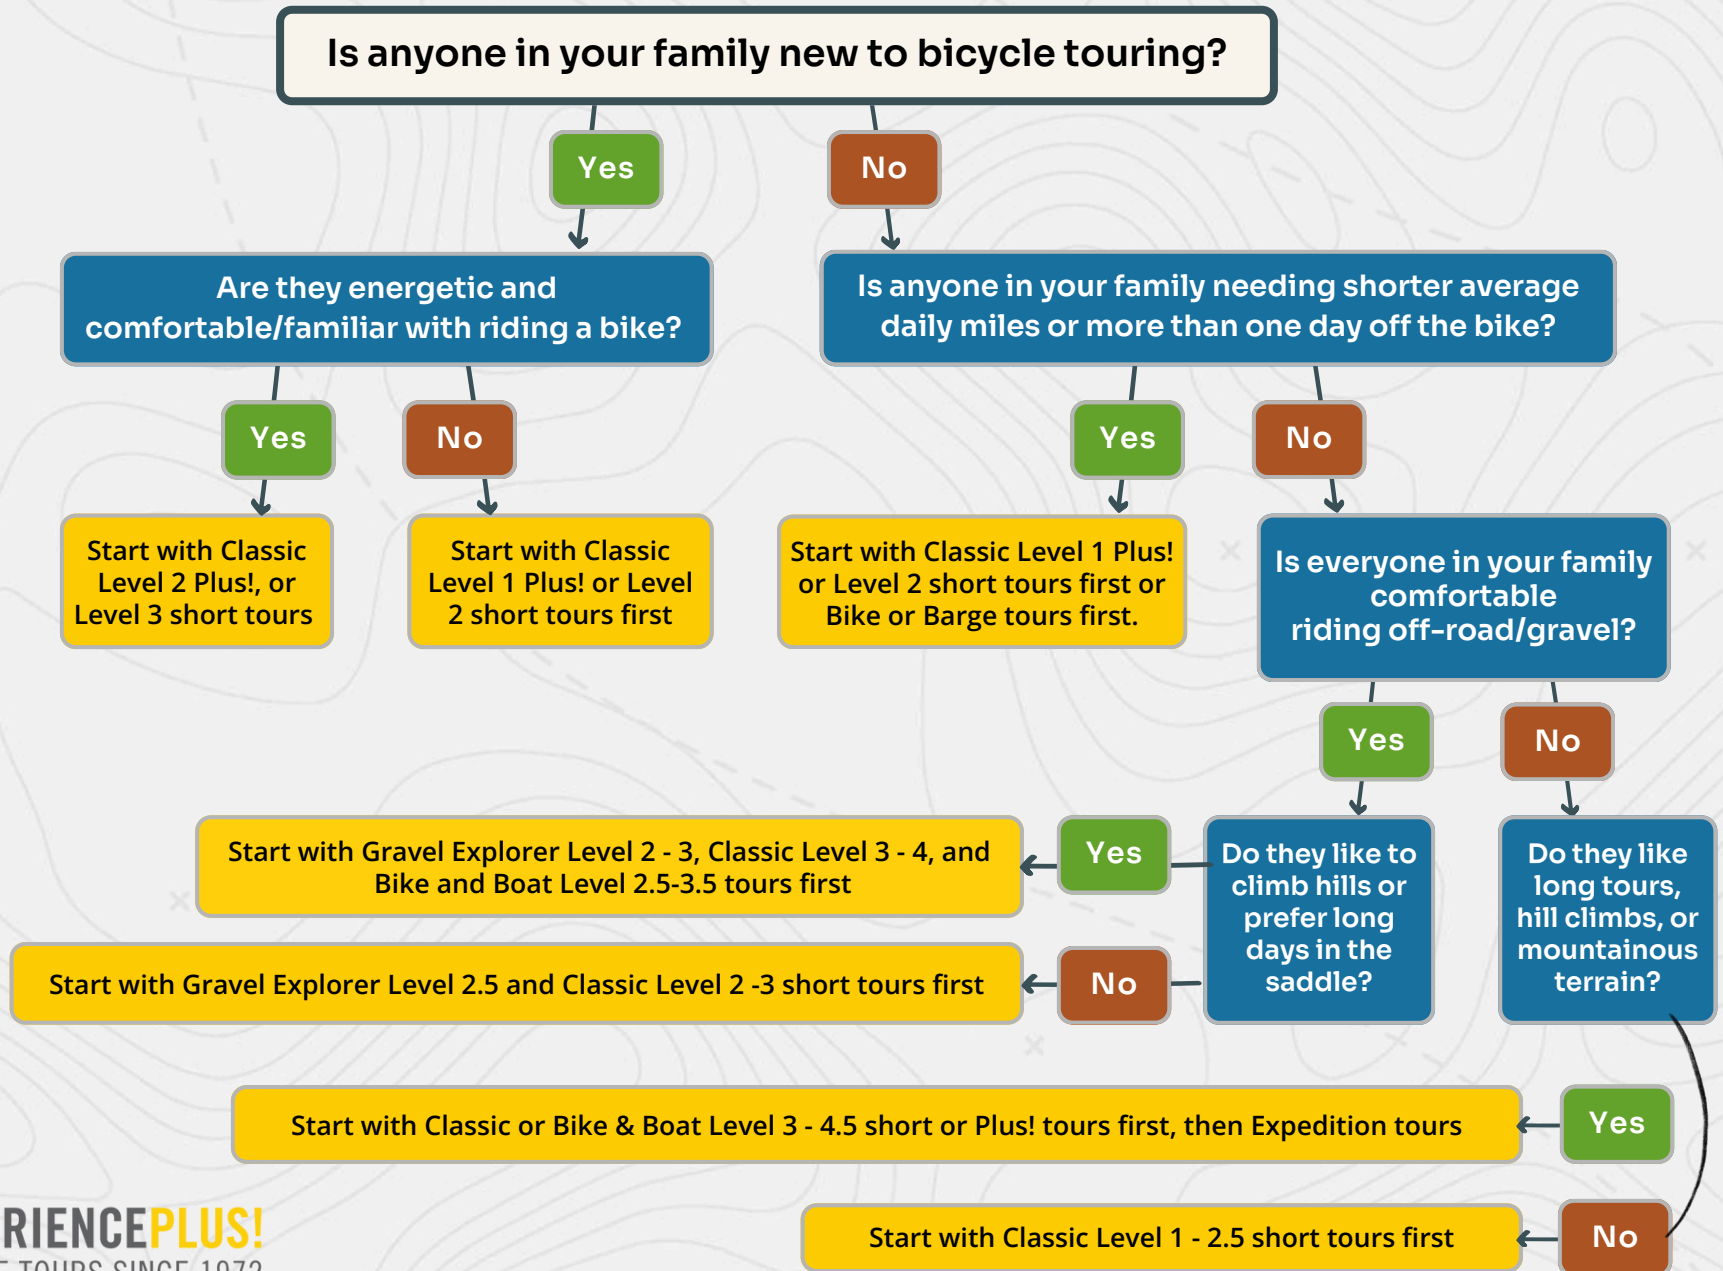 Is anyone in your family new to bicycle touring?
Yes
No
Are they energetic and
comfortable/familiar with riding a bike?
Is anyone in your family needing shorter average
daily miles or more than one day off the bike?
Yes
No
Yes
No
Start with Classic
Level 2 Plus!, or
Level 3 short tours
Start with Classic
Level 1 Plus! or Level
2 short tours first
Start with Classic Level 1 Plus!
or Level 2 short tours first or
Bike or Barge tours first.
Is everyone in your family
comfortable
riding off-road/gravel?
Yes
No
Start with Gravel Explorer Level 2 - 3, Classic Level 3 - 4, and
Bike and Boat Level 2.5-3.5 tours first
Yes
Do they like to
climb hills or
prefer long
days in the
saddle?
Do they like
long tours,
hill climbs, or
mountainous
terrain?
Start with Gravel Explorer Level 2.5 and Classic Level 2 -3 short tours first
No
Start with Classic or Bike & Boat Level 3 - 4.5 short or Plus! tours first, then Expedition tours
Yes
Start with Classic Level 1 - 2.5 short tours first
No
RIENCEPLUS!
TOURS SINCE 1972